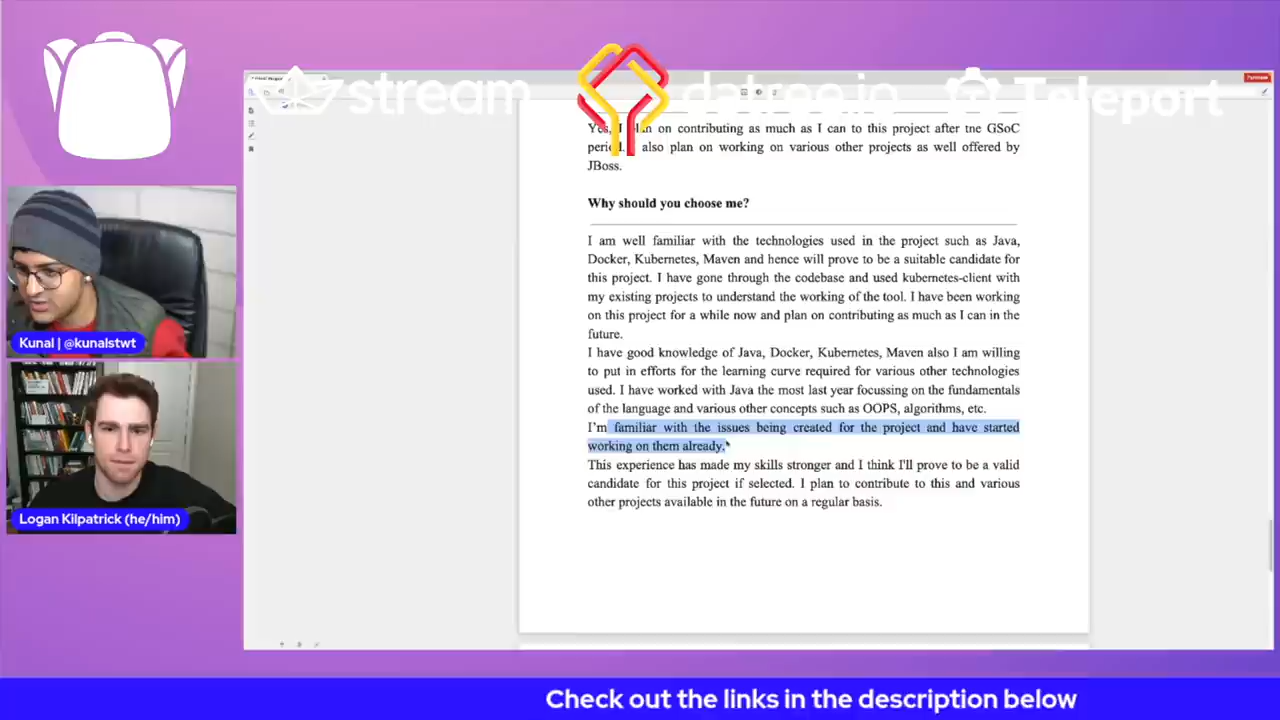 stream
datree.io
Teleport
Yes, I plan on contributing as much as I can to this project after the GSoC
period. also plan on working on various other projects as well offered by
JBoss.
Why should you choose me?
I am well familiar with the technologies used in the project such as Java,
Docker, Kubernetes, Maven and hence will prove to be a suitable candidate for
this project. I have gone through the codebase and used kubernetes-client with
my existing projects to understand the working of the tool. I have been working
on this project for a while now and plan on contributing as much as I can in the
future.
I have good knowledge of Java, Docker, Kubernetes, Maven also I am willing
to put in efforts for the learning curve required for various other technologies
used. I have worked with Java the most last year focussing on the fundamentals
of the language and various other concepts such as OOPS, algorithms, etc.
I'm familiar with the issues being created for the project and have started
working on them already.
This experience has made my skills stronger and I think I'll prove to be a valid
candidate for this project if selected. I plan to contribute to this and various
other projects available in the future on a regular basis.
Kunal | @kunalstwt
Logan Kilpatrick (he/him)
Check out the links in the description below